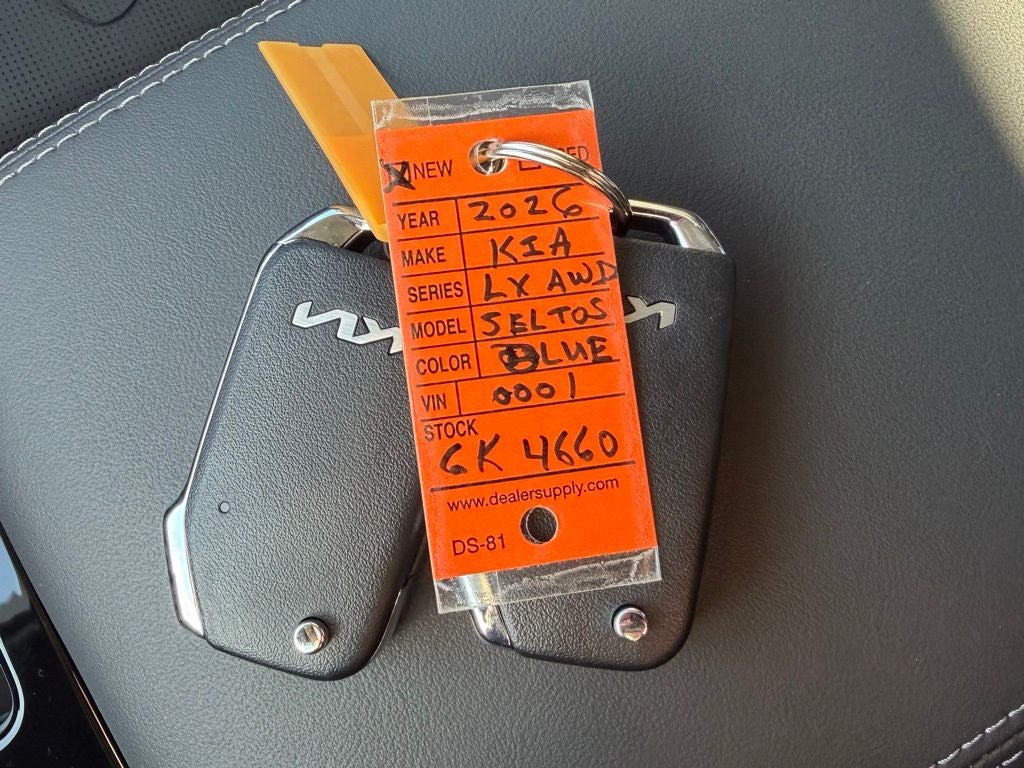 NEW
YEAR 2026
MAKE KIA
SERIES LX AWD
MODEL SELTOS
COLOR BLUE
VIN 0001
STOCK
GK 4660
www.dealersupply.com
DS-81
KIA